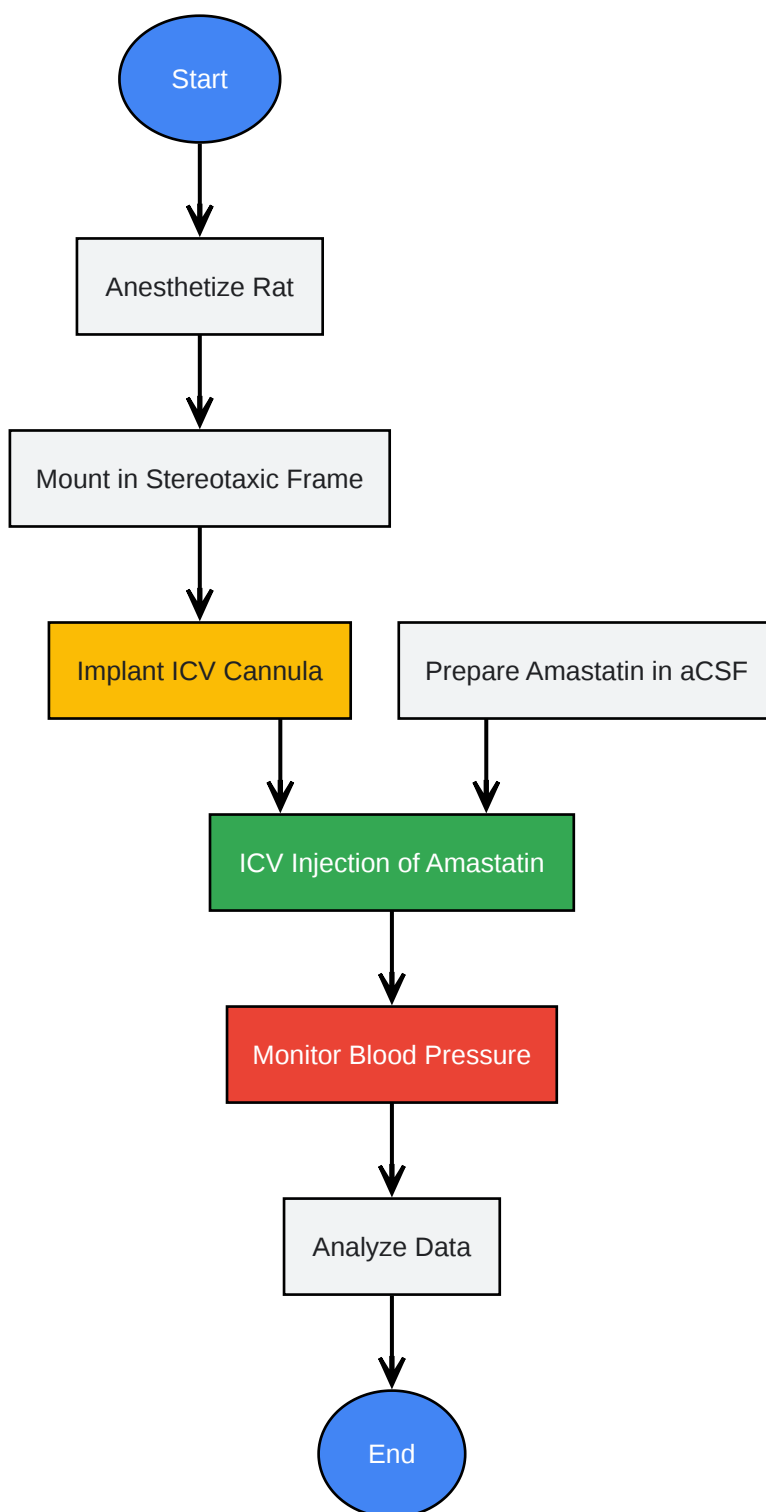 Start
Anesthetize Rat
Mount in Stereotaxic Frame
Implant ICV Cannula
Prepare Amastatin in aCSF
ICV Injection of Amastatin
Monitor Blood Pressure
Analyze Data
End